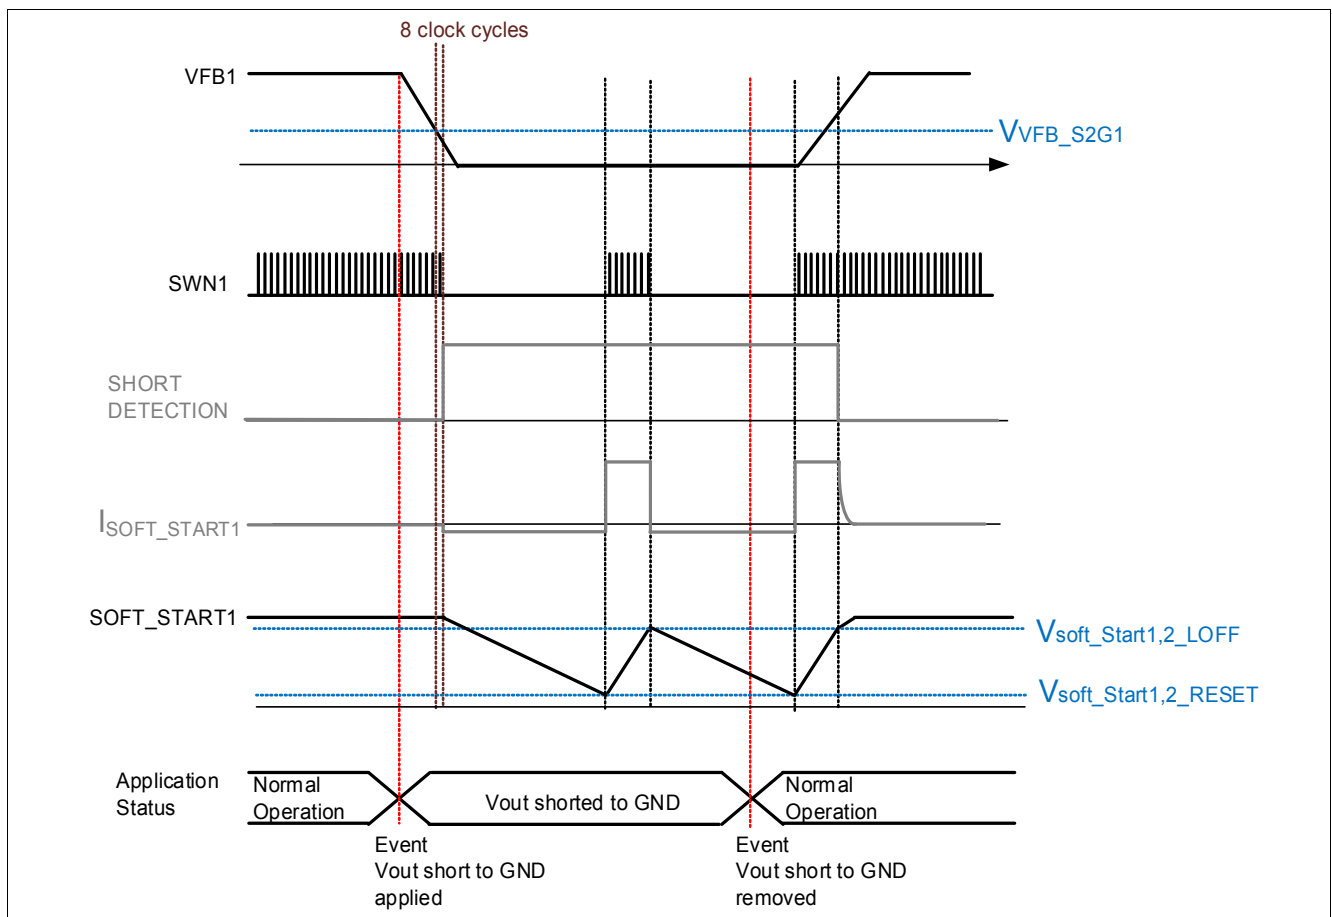 8 clock cycles
VFB1
VVFB_S2G1
SWN1
SHORT
DETECTION
ISOFT_START1
SOFT_START1
Vsoft_Start1,2_LOFF
Vsoft_Start1,2_RESET
Application
Status
Normal
Operation
Vout shorted to GND
Normal
Operation
Event
Vout short to GND
applied
Event
Vout short to GND
removed